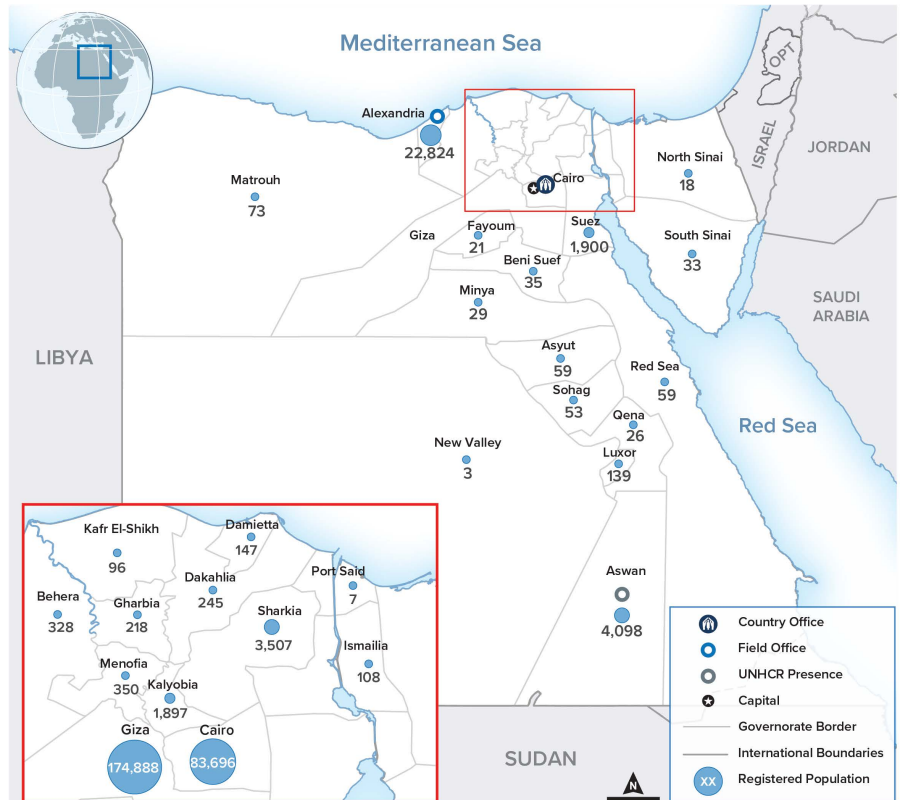 Mediterranean Sea
OPT
ISRAEL
JORDAN
Alexandria
22,824
Cairo
North Sinai
18
Matrouh
73
Giza
Fayoum
21
Suez
1,900
South Sinai
33
Beni Suef
35
Minya
29
SAUDI
ARABIA
LIBYA
Asyut
59
Red Sea
59
Sohag
53
Qena
26
Red Sea
New Valley
3
Luxor
139
Aswan
4,098
SUDAN
Kafr El-Shikh
96
Damietta
147
Dakahlia
245
Port Said
7
Behera
328
Gharbia
218
Sharkia
3,507
Ismailia
108
Menofia
350
Kalyobia
1,897
Giza
174,888
Cairo
83,696
Country Office
Field Office
UNHCR Presence
Capital
Governorate Border
International Boundaries
XX
Registered Population
N